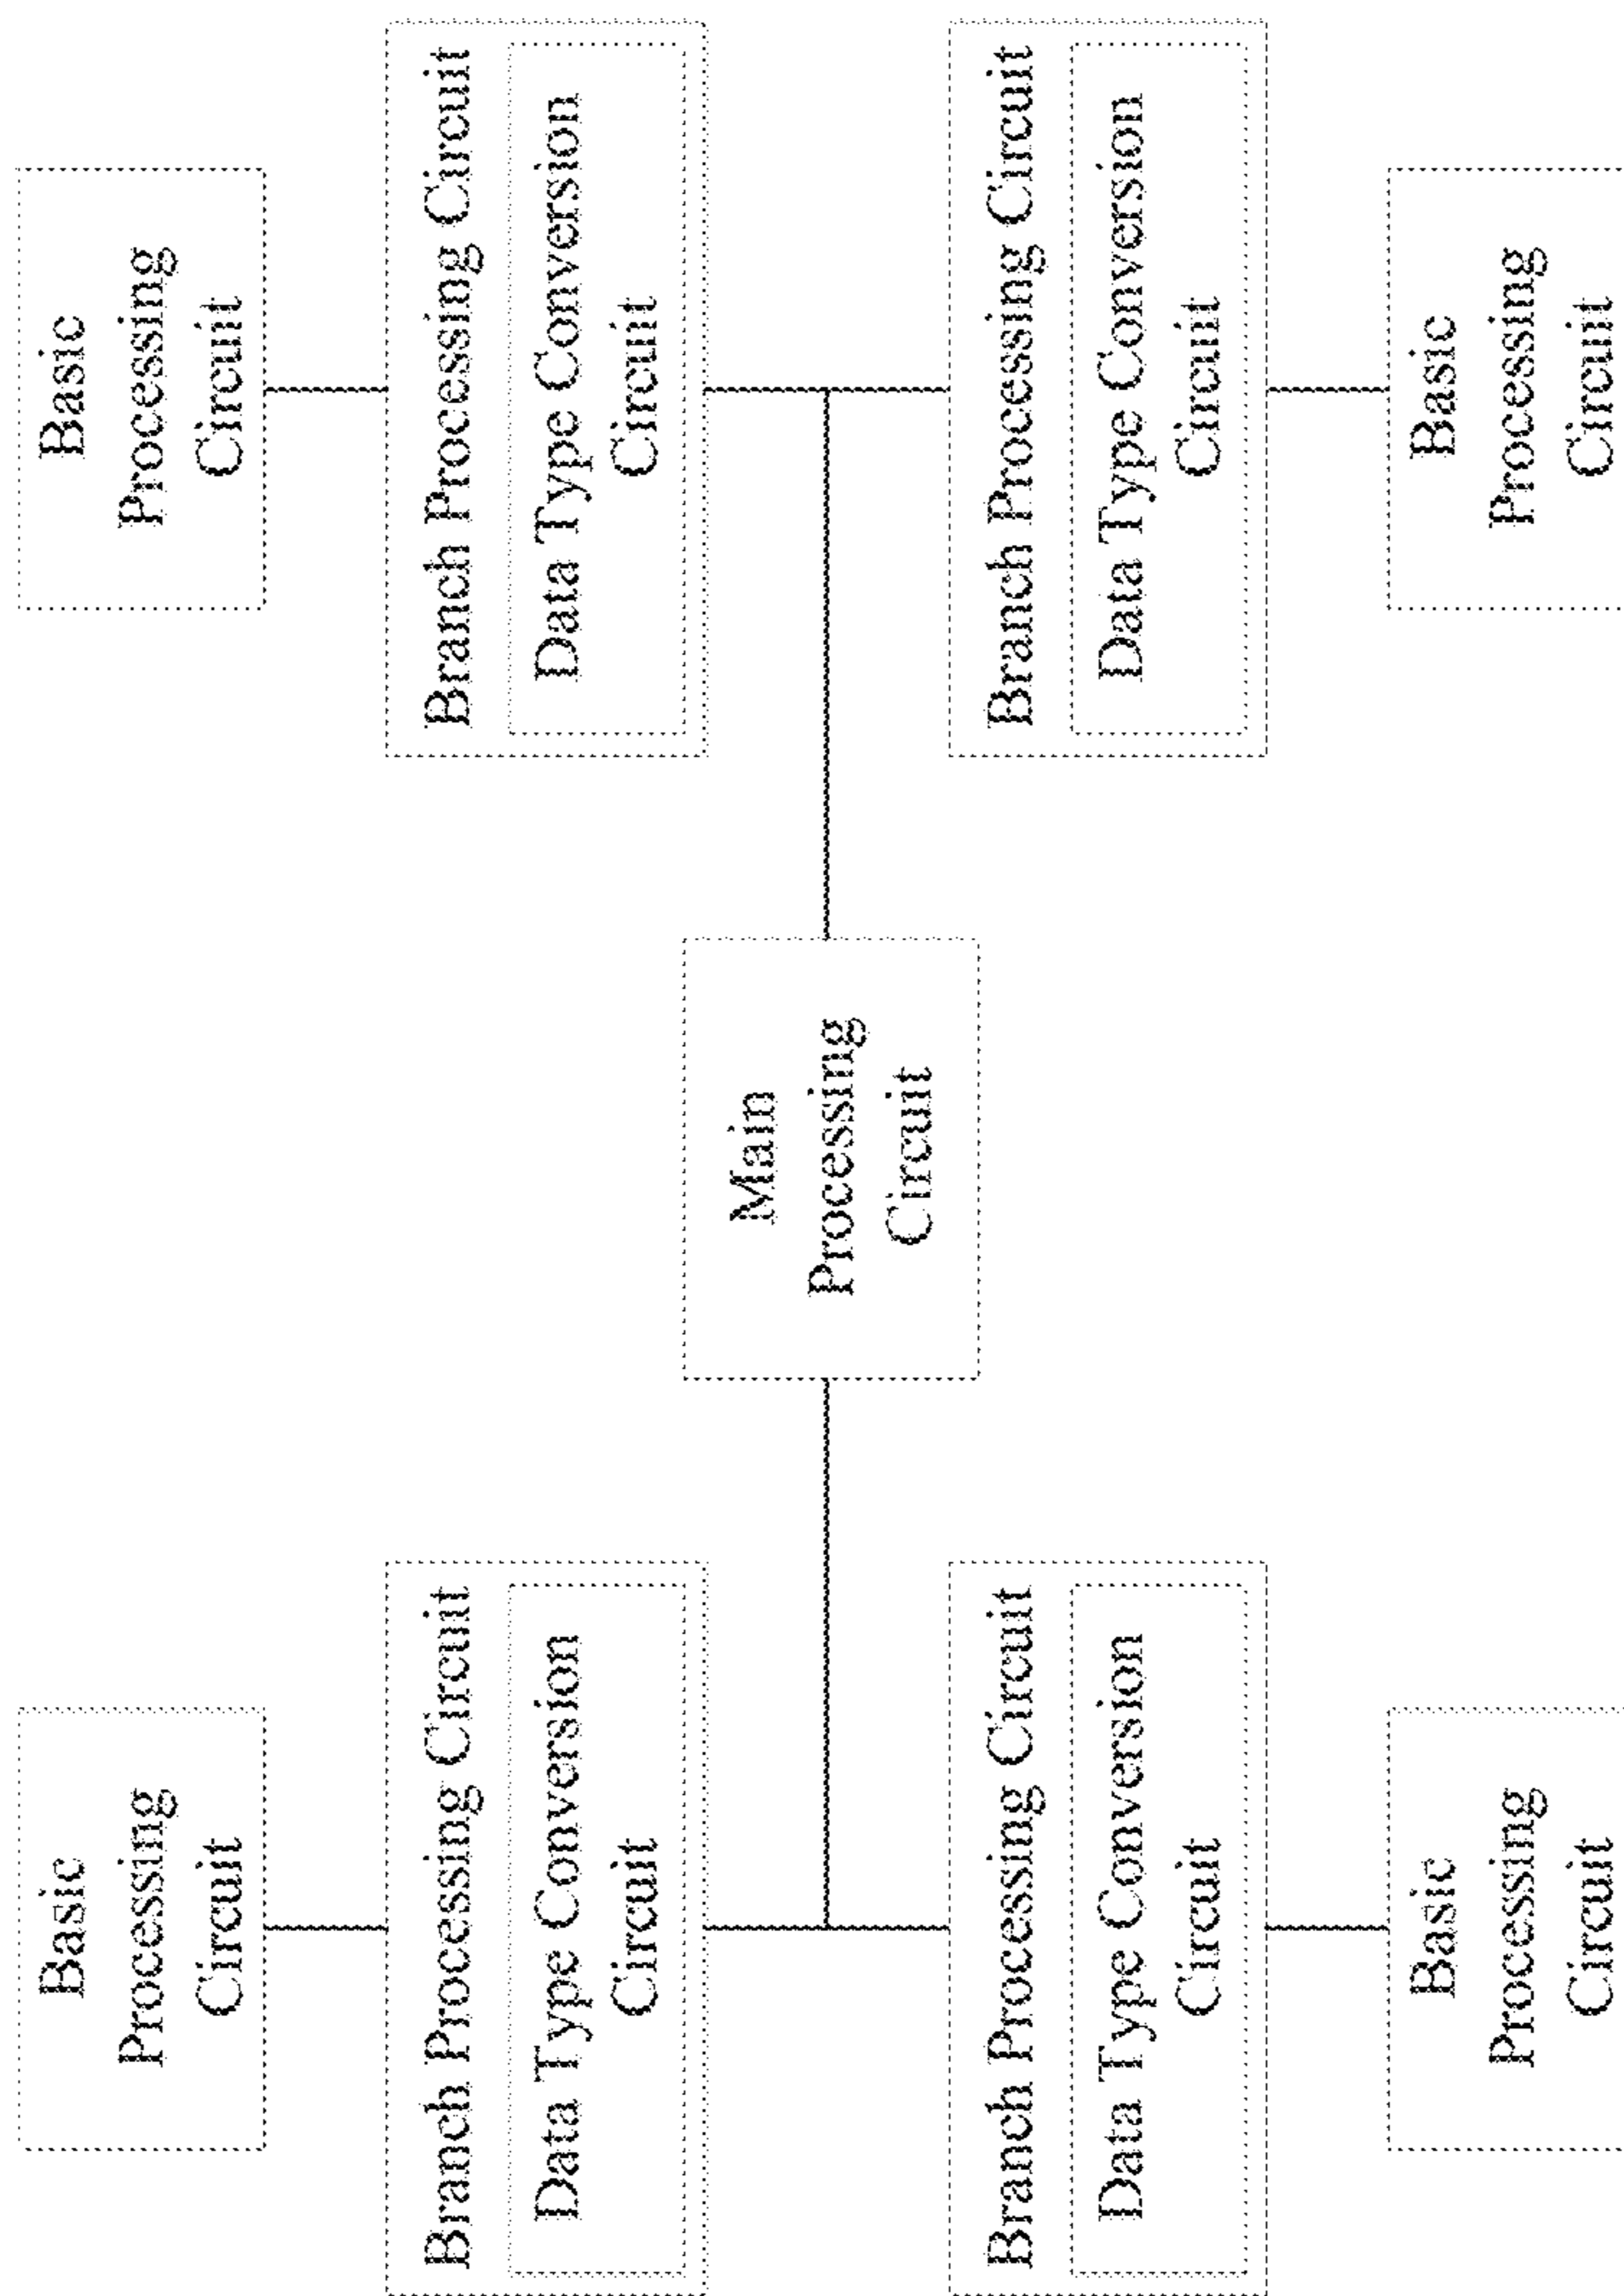 Basic
Processing
Circuit
Basic
Processing
Circuit
Branch Processing Circuit
Data Type Conversion
Circuit
Branch Processing Circuit
Data Type Conversion
Circuit
Main
Processing
Circuit
Branch Processing Circuit
Data Type Conversion
Circuit
Branch Processing Circuit
Data Type Conversion
Circuit
Basic
Processing
Circuit
Basic
Processing
Circuit